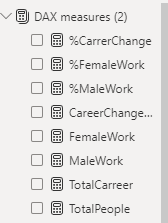 DAX measures (2)
%CarrerChange
%FemaleWork
%MaleWork
CareerChange...
FemaleWork
MaleWork
TotalCarreer
TotalPeople